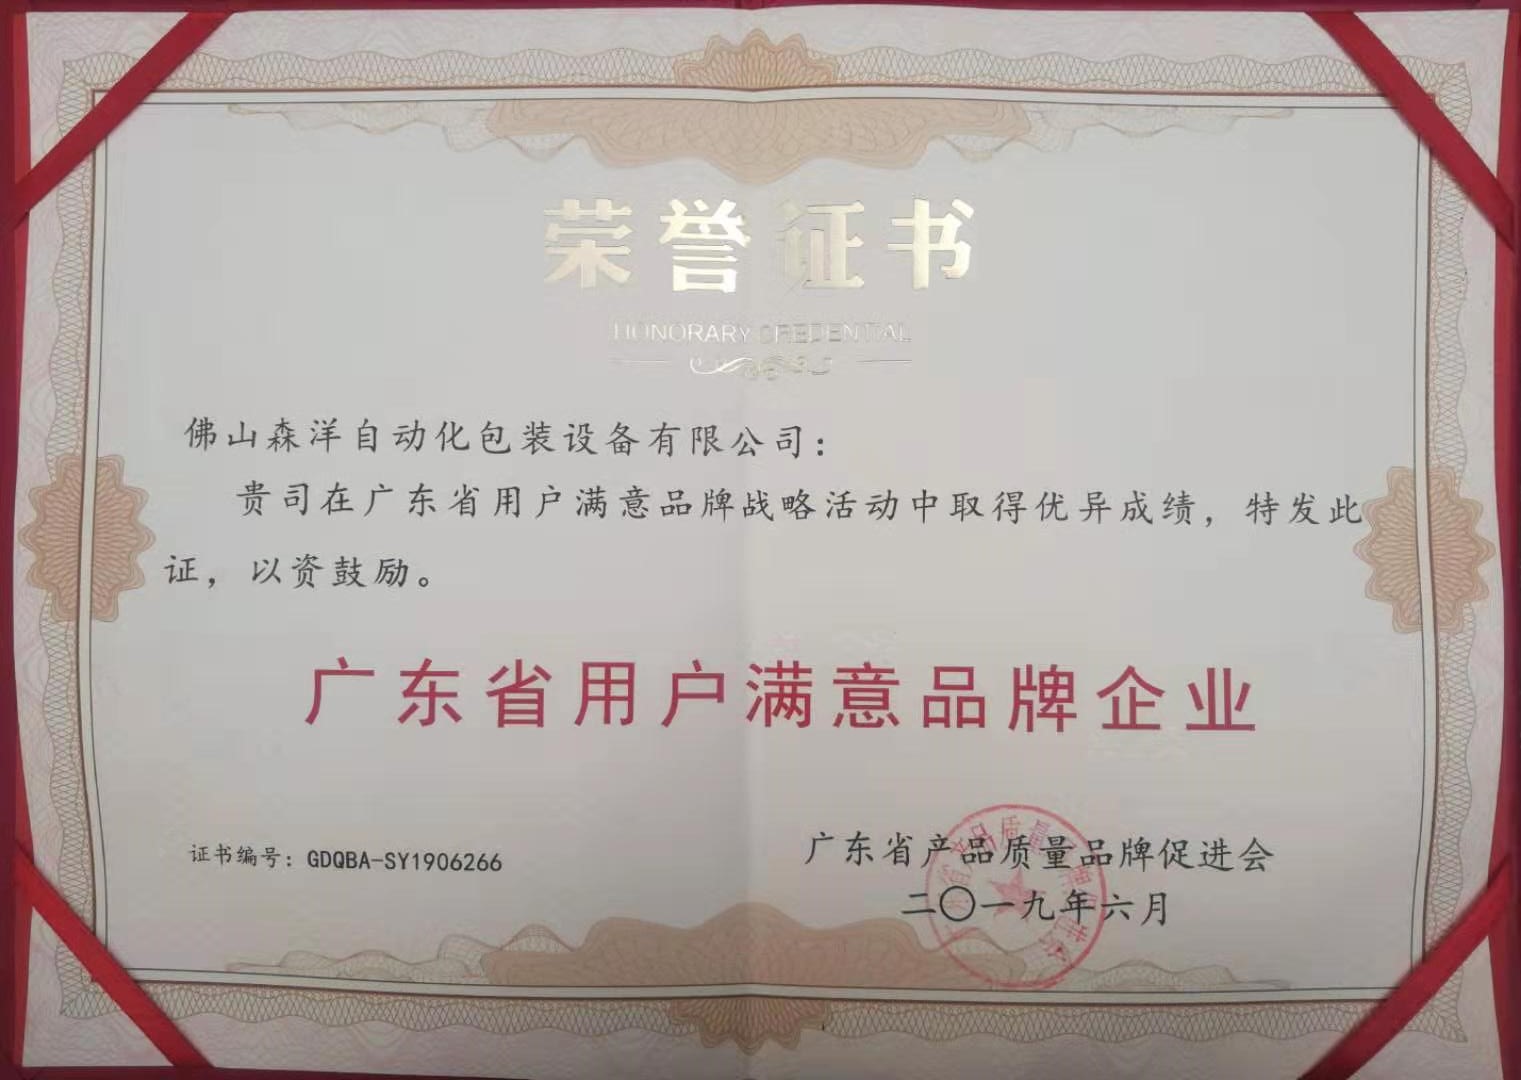 荣誉证书
HONORARY CREDENTIAL
佛山森洋自动化包装设备有限公司：
贵司在广东省用户满意品牌战略活动中取得优异成绩，特发此
证，以资鼓励。
广东省用户满意品牌企业
证书编号：GDQBA-SY1906266
广东省产品质量品牌促进会
二〇一九年六月